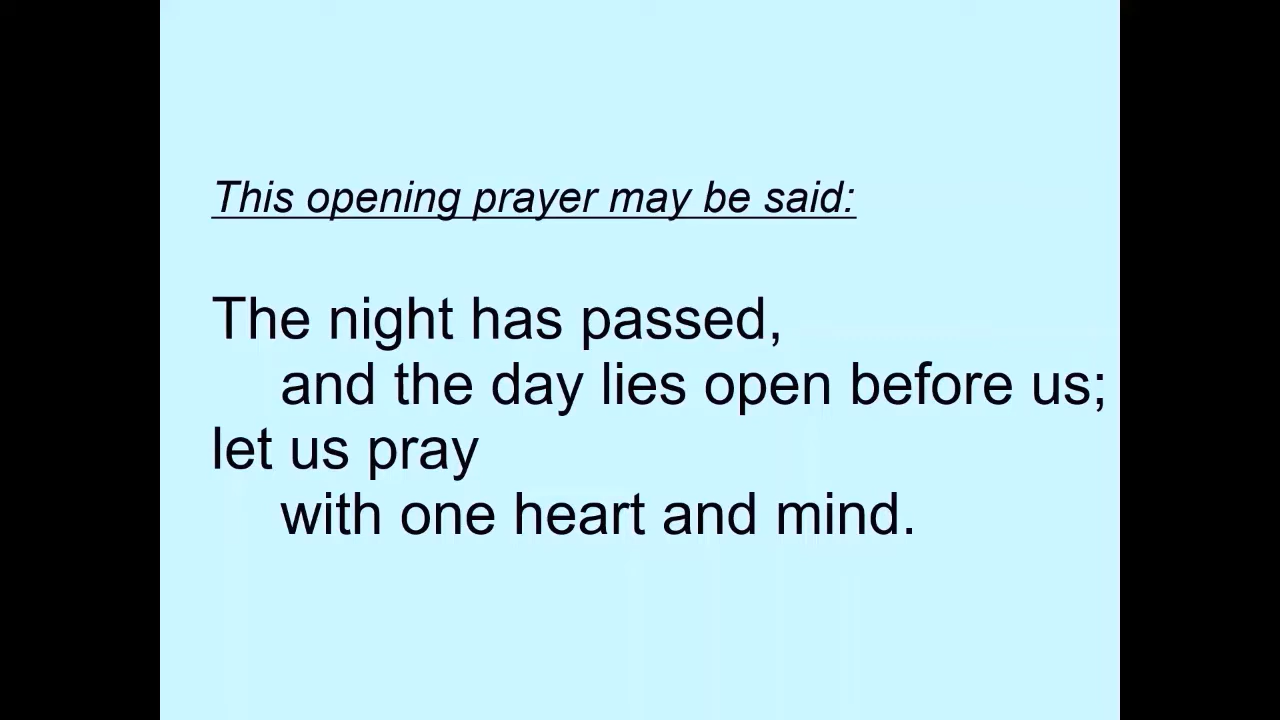 This opening prayer may be said:
The night has passed,
and the day lies open before us;
let us pray
with one heart and mind.